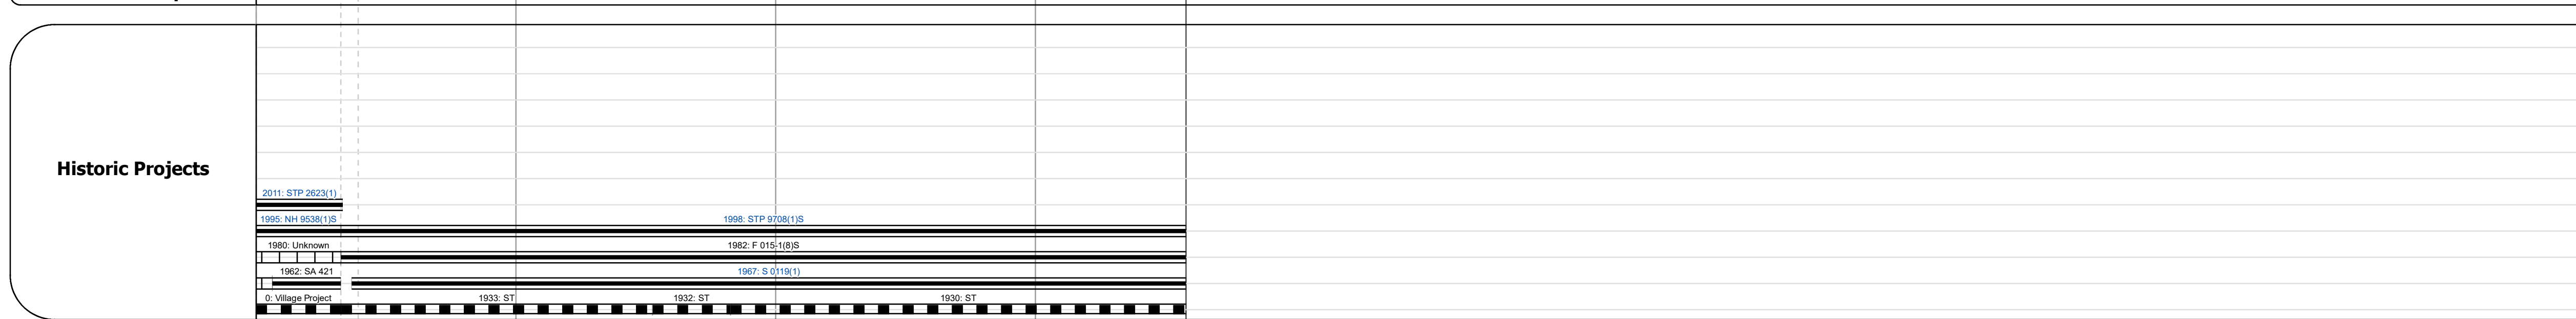 Historic Projects
2011: STP 2623(1)
1995: NH 9538(1)S 1998: STP 9708(1)S
1980: Unknown 1982: F 015-1(8)S
1962: SA 421 1967: S 0119(1)
0: Village Project 1933: ST 1932: ST 1930: ST